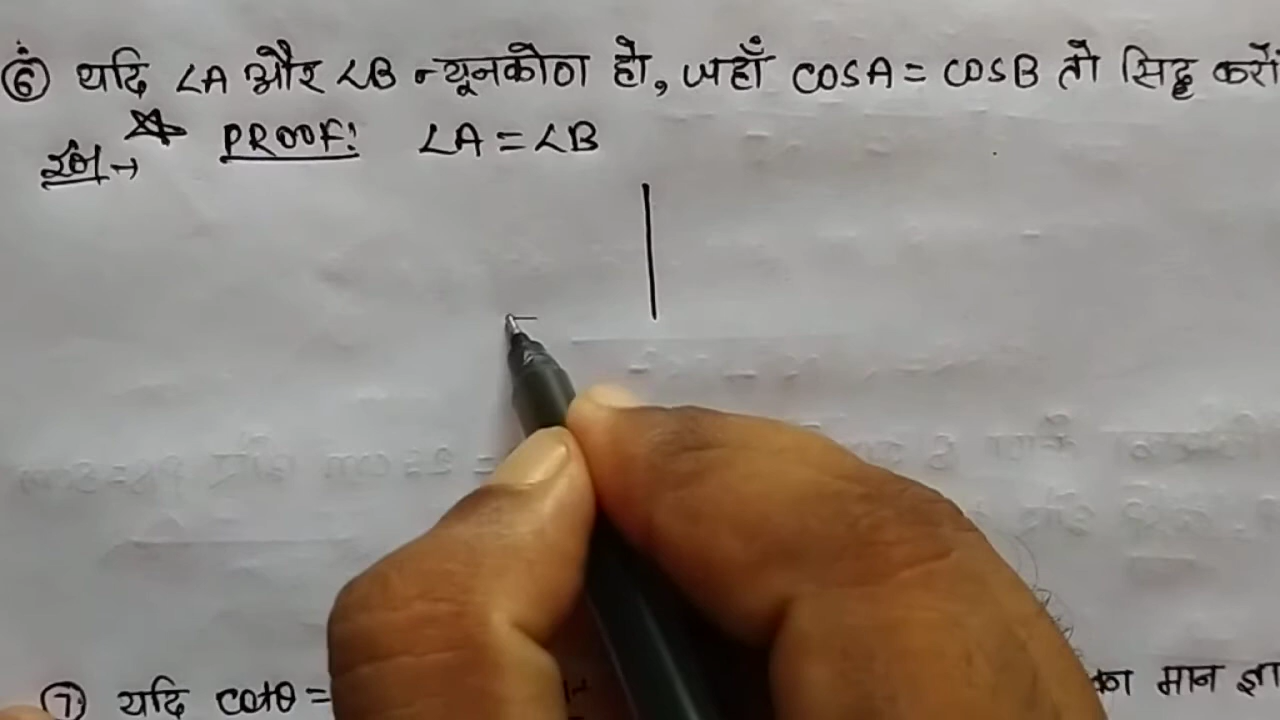 ⑥ यदि ∠A और ∠B न्यूनकोण हो, जहाँ COSA = COSB तो सिद्ध करो
हल→ PROOF! ∠A = ∠B
⑦ यदि cotθ = का मान